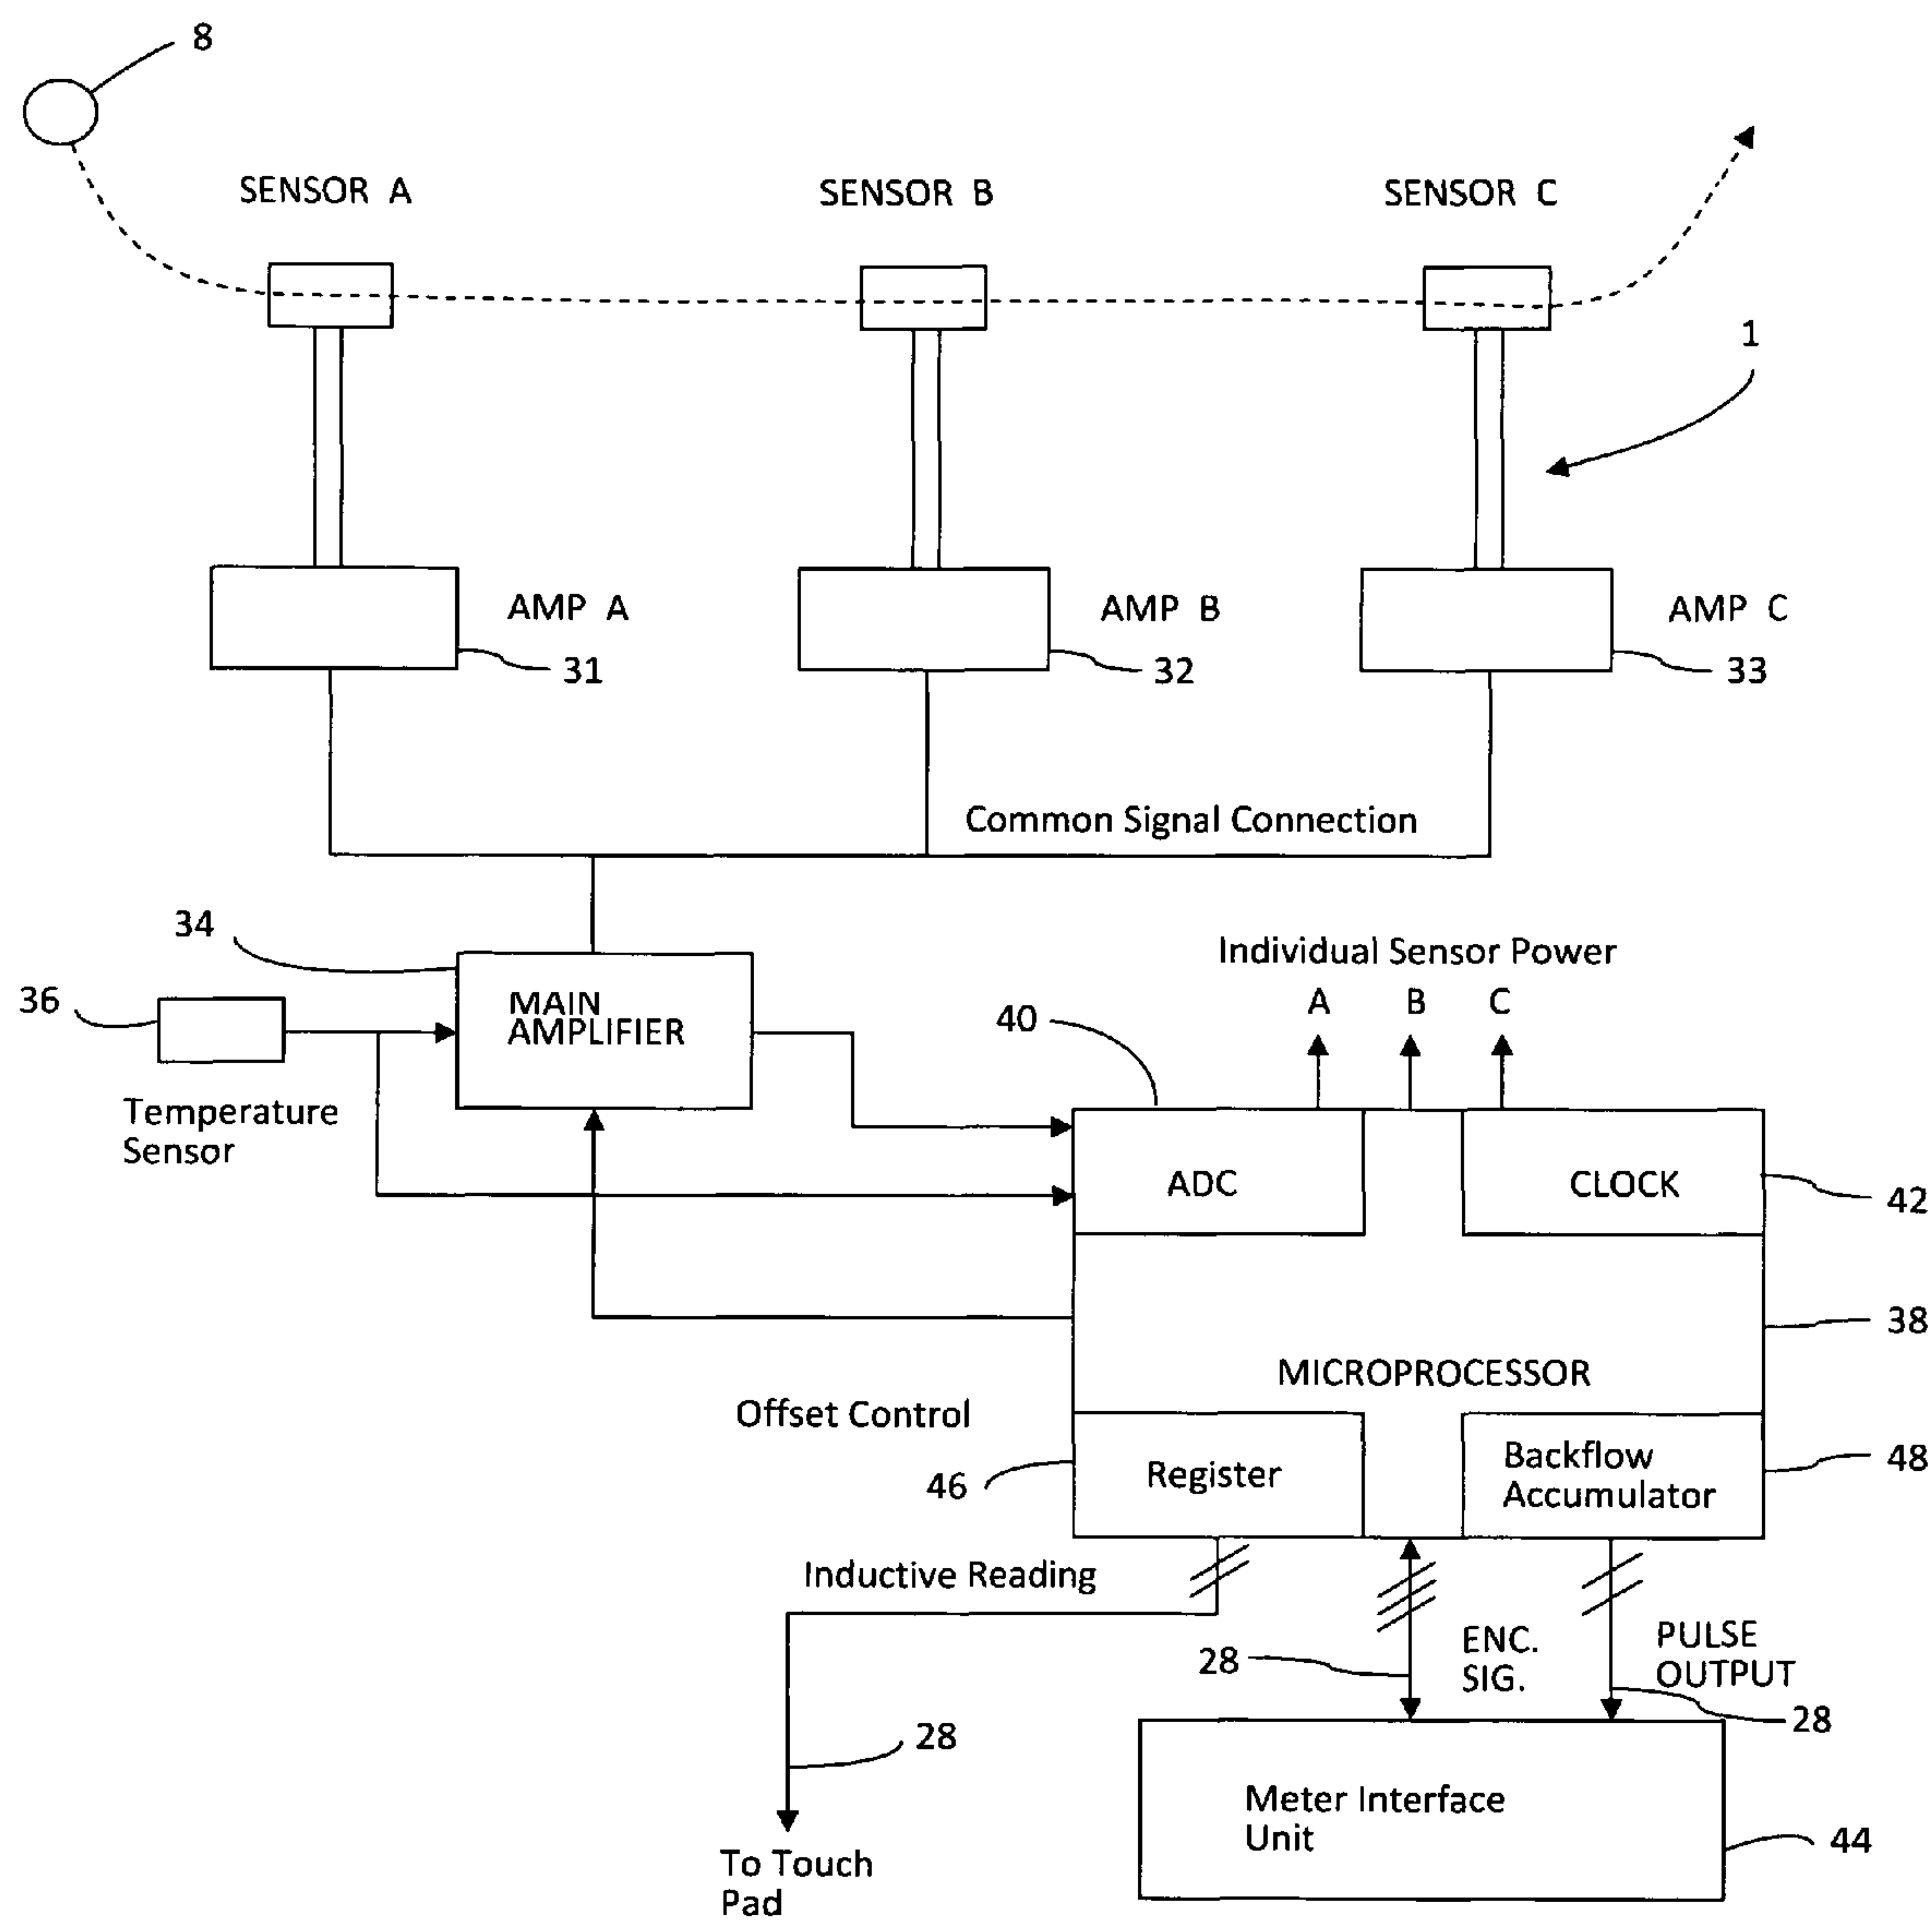 8
SENSOR A
SENSOR B
SENSOR C
1
AMP A
31
AMP B
32
AMP C
33
Common Signal Connection
34
Individual Sensor Power
A
B
C
36
MAIN
AMPLIFIER
40
Temperature
Sensor
ADC
CLOCK
42
38
MICROPROCESSOR
Offset Control
46
Register
Backflow
Accumulator
48
Inductive Reading
28
ENC.
SIG.
PULSE
OUTPUT
28
28
Meter Interface
Unit
44
To Touch
Pad